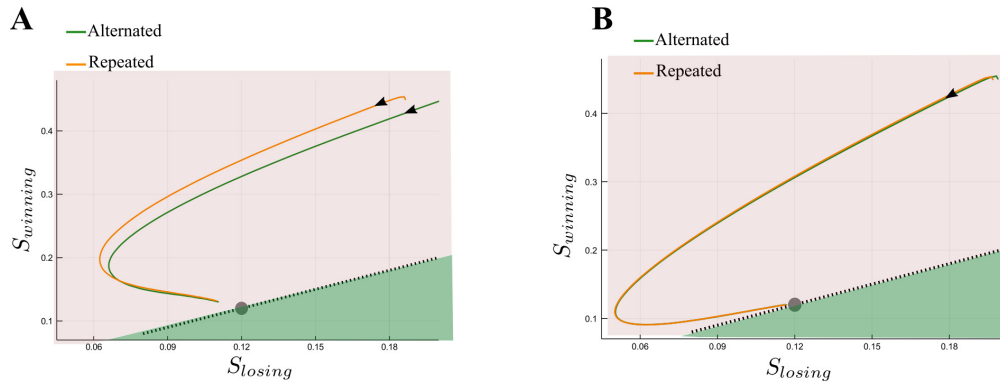 A
Alternated
Repeated
0.4
0.3
0.2
0.1
S_winning
0.06
0.09
0.12
0.15
0.18
S_losing
B
Alternated
Repeated
0.4
0.3
0.2
0.1
S_winning
0.06
0.09
0.12
0.15
0.18
S_losing